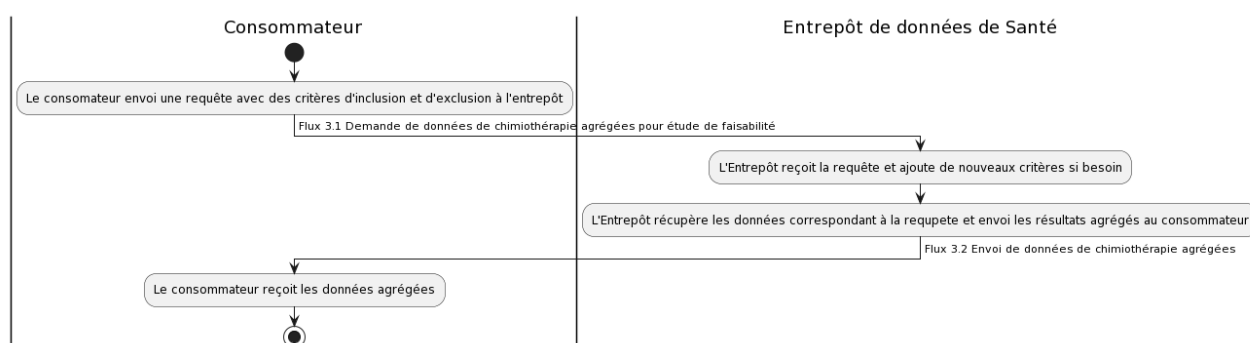 Consommateur
Entrepôt de données de Santé
Le consomateur envoi une requête avec des critères d'inclusion et d'exclusion à l'entrepôt
Flux 3.1 Demande de données de chimiothérapie agrégées pour étude de faisabilité
L'Entrepôt reçoit la requête et ajoute de nouveaux critères si besoin
L'Entrepôt récupère les données correspondant à la requpete et envoi les résultats agrégés au consommateur
Flux 3.2 Envoi de données de chimiothérapie agrégées
Le consommateur reçoit les données agrégées